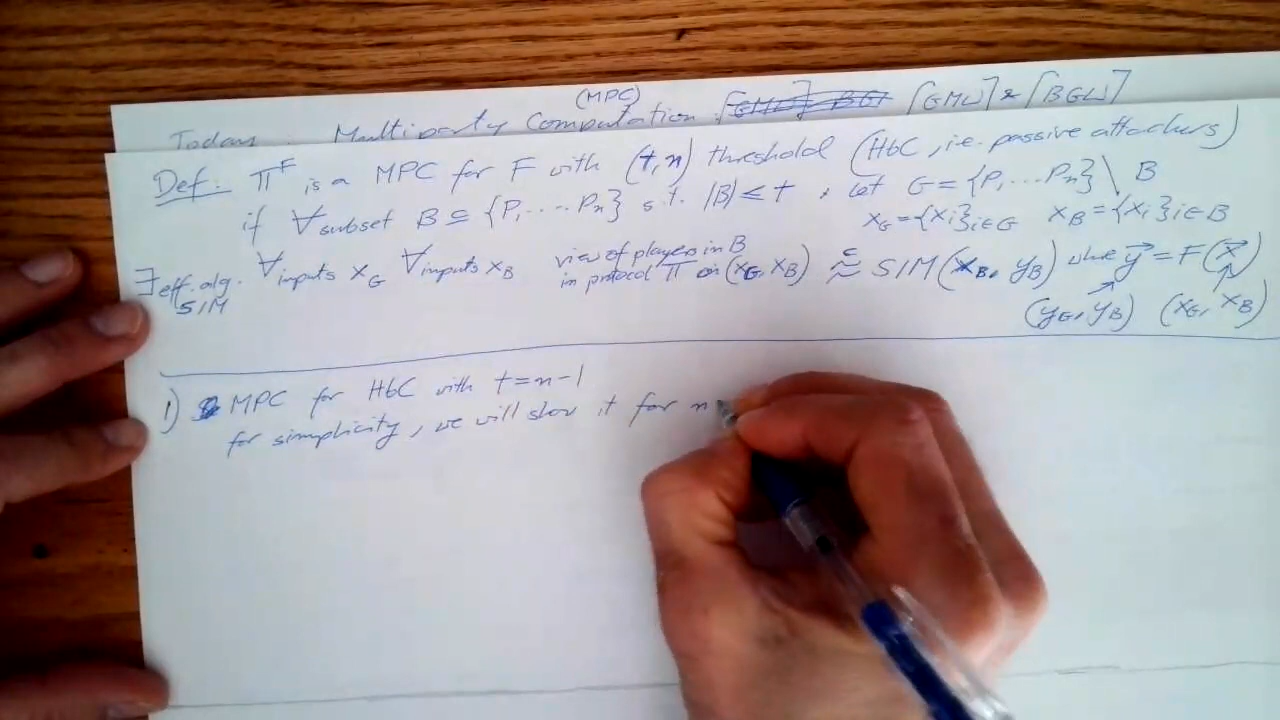 (MPC)
Today: Multiparty Computation [GMW] & [BGW]
Def: Π^F is a MPC for F with (t,n) threshold (HbC, i.e. passive attackers)
if ∀subset B ⊆ {P1 ... Pn} s.t. |B| ≤ t, let G = {P1 ... Pn} \ B
x_G = {x_i}_{i∈G} x_B = {x_i}_{i∈B}
∃ eff. alg. SIM ∀inputs x_G ∀inputs x_B view of players in B in protocol Π on (x_G, x_B) ≈^c SIM(x_B, y_B) where y⃗ = F(x⃗)
(y_G, y_B) (x_G, x_B)
1) MPC for HbC with t=n-1
for simplicity, we will show it for n